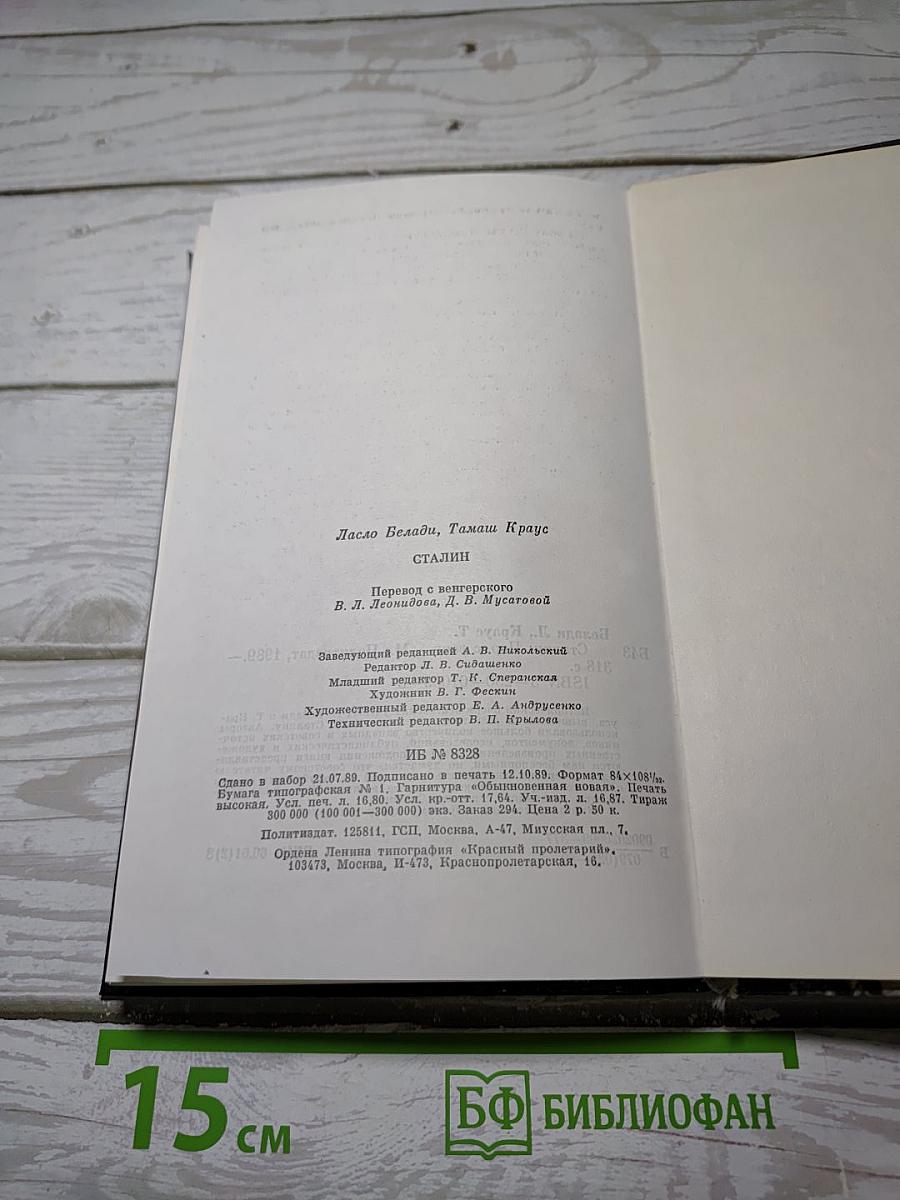 Ласло Белади, Тамаш Краус
СТАЛИН
Перевод с венгерского
В. Л. Леонидова, Д. В. Мусатовой
Заведующий редакцией А. В. Никольский
Редактор Л. В. Сидашенко
Младший редактор Т. К. Сперанская
Художник В. Г. Фескин
Художественный редактор Е. А. Андрусенко
Технический редактор В. П. Крылова
ИБ № 8328
Сдано в набор 21.07.89. Подписано в печать 12.10.89. Формат 84×108¹/₃₂.
Бумага типографская № 1. Гарнитура «Обыкновенная новая». Печать
высокая. Усл. печ. л. 16,80. Усл. кр.-отт. 17,64. Уч.-изд. л. 16,87. Тираж
300 000 (100 001—300 000) экз. Заказ 294. Цена 2 р. 50 к.
Политиздат. 125811, ГСП, Москва, А-47, Миусская пл., 7.
Ордена Ленина типография «Красный пролетарий».
103473, Москва, И-473, Краснопролетарская, 16.
15 см
БФ БИБЛИОФАН